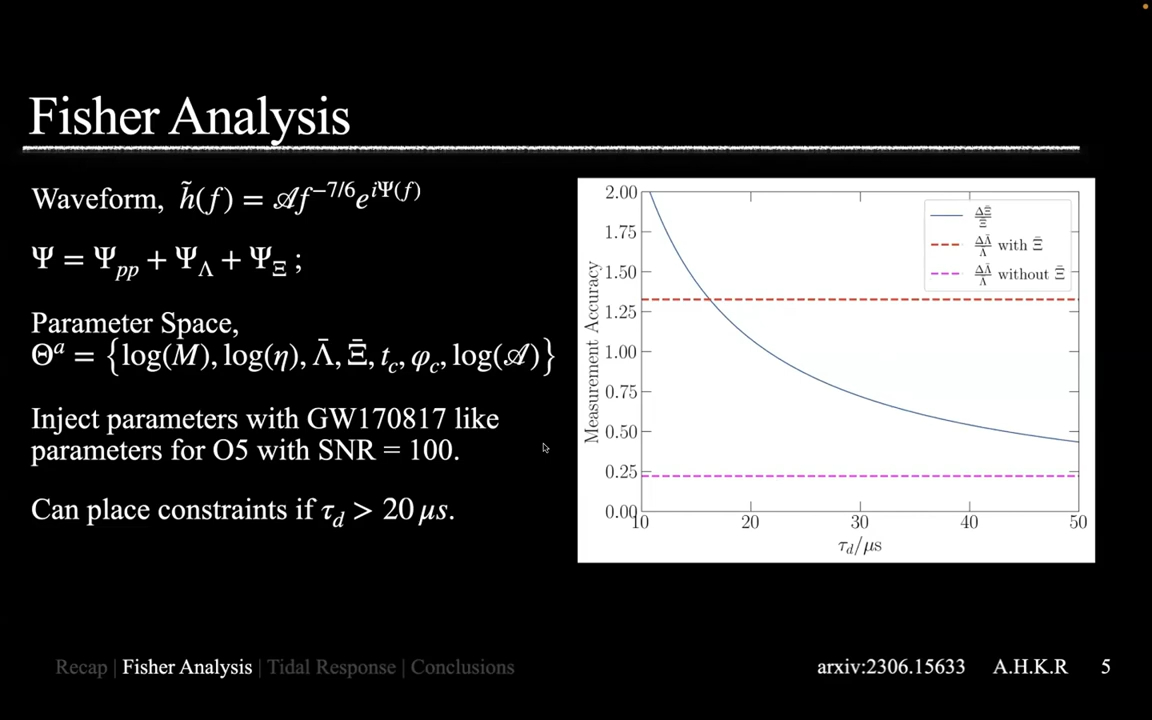 Fisher Analysis
Waveform, h̃(f) = 𝒜f^{−7/6}e^{iΨ(f)}
Ψ = Ψ_{pp} + Ψ_Λ + Ψ_Ξ ;
Parameter Space,
Θ^a = {log(M), log(η), Λ̄, Ξ̄, t_c, φ_c, log(𝒜)}
Inject parameters with GW170817 like
parameters for O5 with SNR = 100.
Can place constraints if τ_d > 20 μs.
Measurement Accuracy
2.00
1.75
1.50
1.25
1.00
0.75
0.50
0.25
0.00
10
20
30
40
50
τ_d/μs
ΔΞ̄/Ξ̄
ΔΛ̄/Λ̄ with Ξ̄
ΔΛ̄/Λ̄ without Ξ̄
Recap | Fisher Analysis | Tidal Response | Conclusions
arxiv:2306.15633 A.H.K.R 5